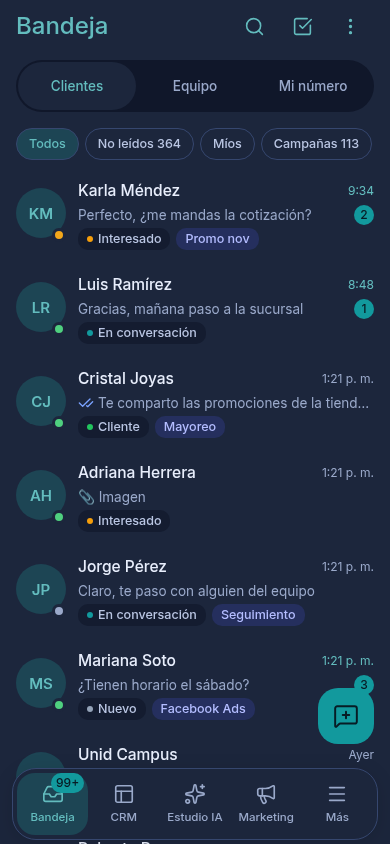 Bandeja
Clientes
Equipo
Mi número
Todos
No leídos 364
Míos
Campañas 113
KM
Karla Méndez
9:34
Perfecto, ¿me mandas la cotización?
2
Interesado
Promo nov
LR
Luis Ramírez
8:48
Gracias, mañana paso a la sucursal
1
En conversación
CJ
Cristal Joyas
1:21 p. m.
Te comparto las promociones de la tiend...
Cliente
Mayoreo
AH
Adriana Herrera
1:21 p. m.
Imagen
Interesado
JP
Jorge Pérez
1:21 p. m.
Claro, te paso con alguien del equipo
En conversación
Seguimiento
MS
Mariana Soto
1:21 p. m.
¿Tienen horario el sábado?
3
Nuevo
Facebook Ads
Unid Campus
Ayer
99+
Bandeja
CRM
Estudio IA
Marketing
Más